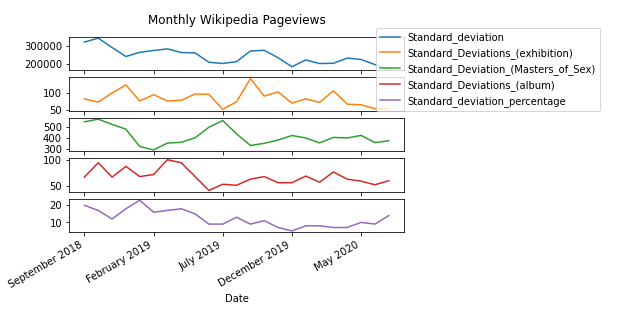 Monthly Wikipedia Pageviews
Standard_deviation
Standard_Deviations_(exhibition)
Standard_Deviation_(Masters_of_Sex)
Standard_Deviations_(album)
Standard_deviation_percentage
300000
200000
100
50
500
400
300
100
50
20
10
September 2018
February 2019
July 2019
December 2019
May 2020
Date